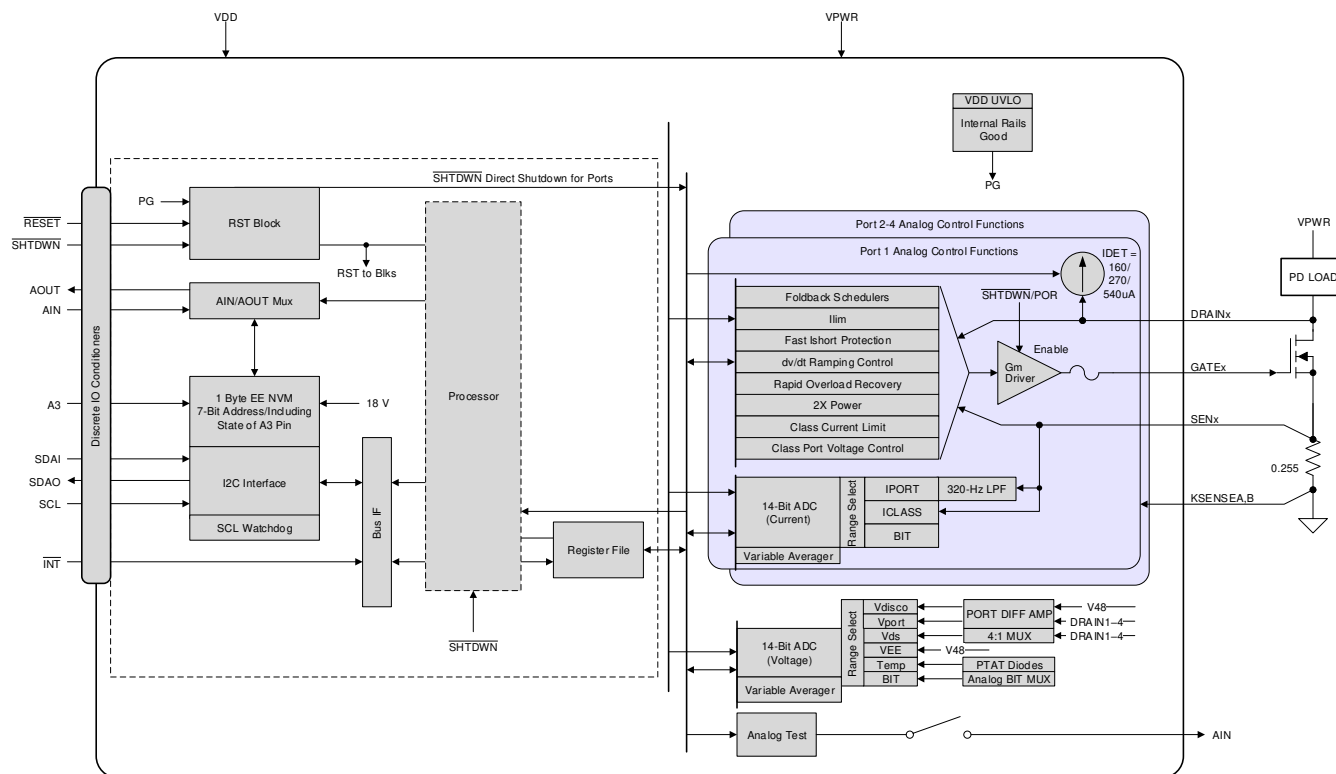 VDD
VPWR
VDD UVLO
Internal Rails
Good
PG
SHTDWN Direct Shutdown for Ports
PG
RST Block
RESET
SHTDWN
RST to Blks
AOUT
AIN
AIN/AOUT Mux
Discrete IO Conditioners
A3
1 Byte EE NVM
7-Bit Address/Including
State of A3 Pin
18 V
SDAI
SDAO
SCL
I2C Interface
SCL Watchdog
INT
Bus IF
Processor
SHTDWN
Register File
Port 2-4 Analog Control Functions
Port 1 Analog Control Functions
IDET =
160/
270/
540uA
Foldback Schedulers
Ilim
Fast Ishort Protection
dv/dt Ramping Control
Rapid Overload Recovery
2X Power
Class Current Limit
Class Port Voltage Control
SHTDWN/POR
Enable
Gm
Driver
VPWR
PD LOAD
DRAINx
GATEx
SENx
0.255
KSENSEA,B
14-Bit ADC
(Current)
Variable Averager
Range Select
IPORT
320-Hz LPF
ICLASS
BIT
14-Bit ADC
(Voltage)
Variable Averager
Range Select
Vdisco
Vport
Vds
VEE
Temp
BIT
PORT DIFF AMP
4:1 MUX
V48
PTAT Diodes
Analog BIT MUX
V48
DRAIN1–4
DRAIN1–4
Analog Test
AIN